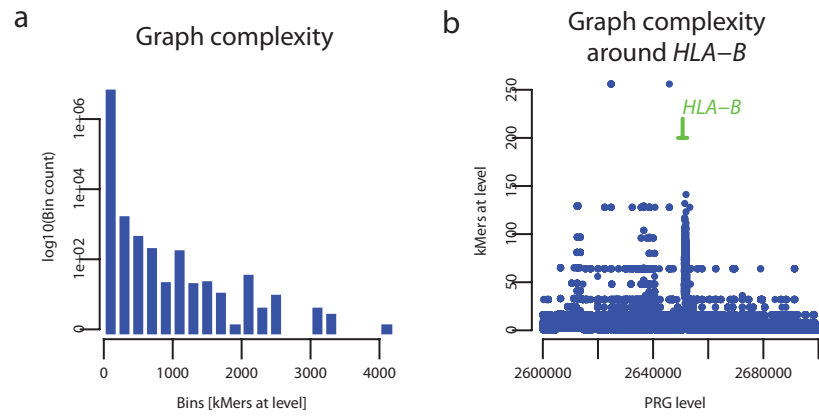 a
Graph complexity
log10(Bin count)
1e+06
1e+04
1e+02
0
0 1000 2000 3000 4000
Bins [kMers at level]
b
Graph complexity
around HLA−B
kMers at level
250
200
150
100
50
0
HLA−B
2600000 2640000 2680000
PRG level